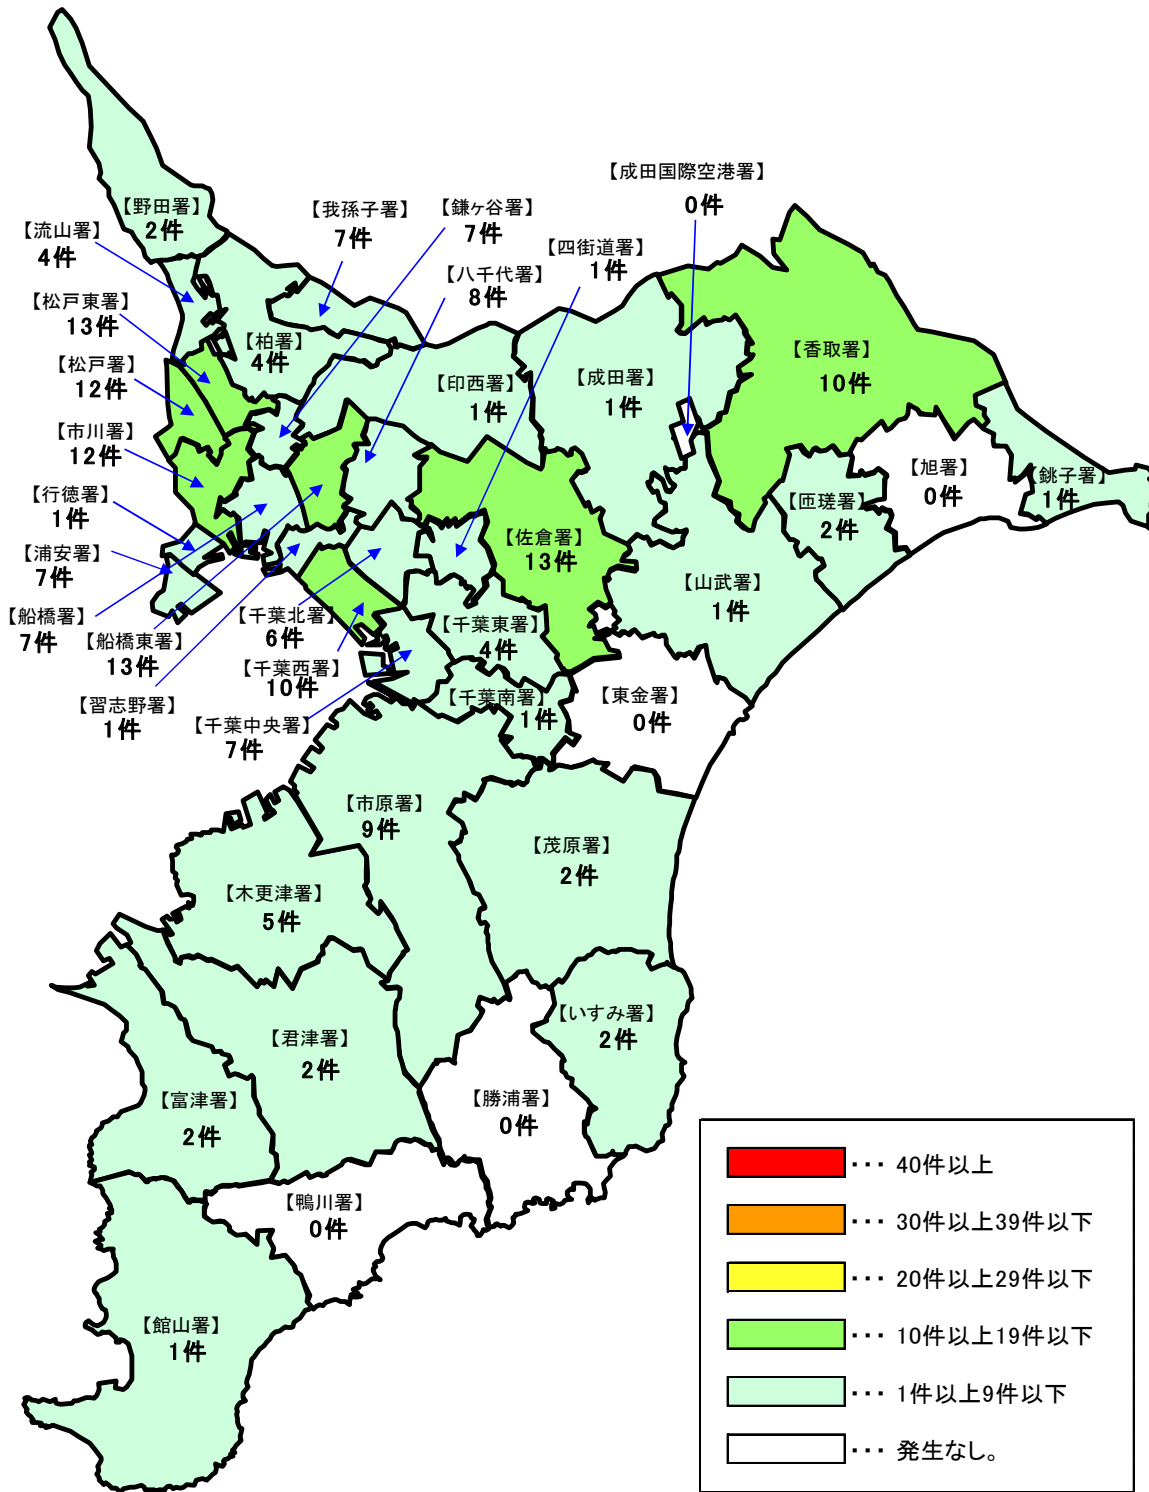 【成田国際空港署】
0件
【野田署】
2件
【我孫子署】
7件
【鎌ヶ谷署】
7件
【流山署】
4件
【四街道署】
1件
【八千代署】
8件
【松戸東署】
13件
【柏署】
4件
【松戸署】
12件
【印西署】
1件
【成田署】
1件
【香取署】
10件
【市川署】
12件
【旭署】
0件
【銚子署】
1件
【行徳署】
1件
【匝瑳署】
2件
【浦安署】
7件
【佐倉署】
13件
【山武署】
1件
【船橋署】
7件
【船橋東署】
13件
【千葉北署】
6件
【千葉東署】
4件
【千葉西署】
10件
【習志野署】
1件
【千葉中央署】
7件
【千葉南署】
1件
【東金署】
0件
【市原署】
9件
【茂原署】
2件
【木更津署】
5件
【いすみ署】
2件
【君津署】
2件
【富津署】
2件
【勝浦署】
0件
【鴨川署】
0件
【館山署】
1件
・・・ 40件以上
・・・ 30件以上39件以下
・・・ 20件以上29件以下
・・・ 10件以上19件以下
・・・ 1件以上9件以下
・・・ 発生なし。